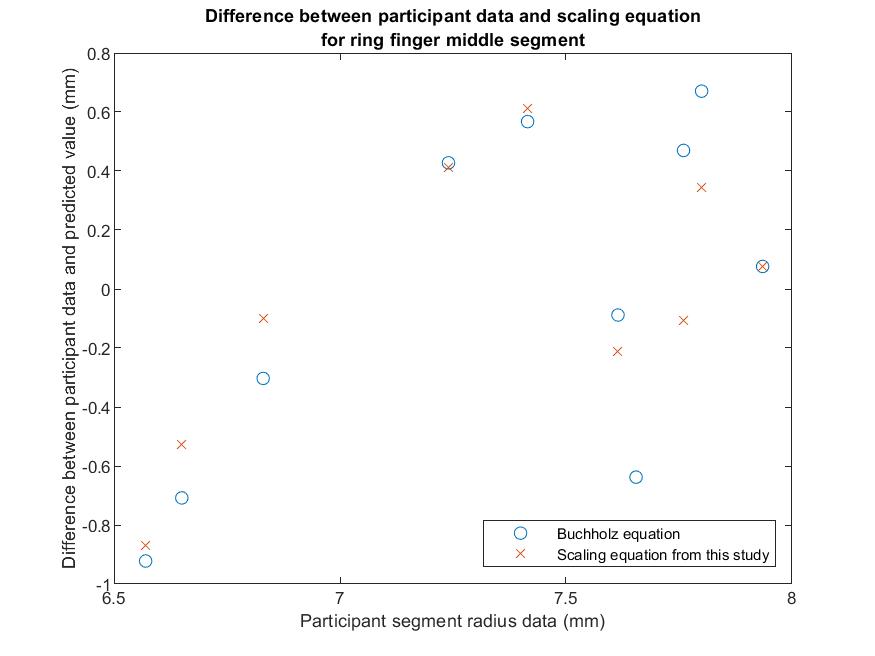 Difference between participant data and scaling equation
for ring finger middle segment
Difference between participant data and predicted value (mm)
0.8
0.6
0.4
0.2
0
-0.2
-0.4
-0.6
-0.8
-1
6.5
7
7.5
8
Buchholz equation
Scaling equation from this study
Participant segment radius data (mm)